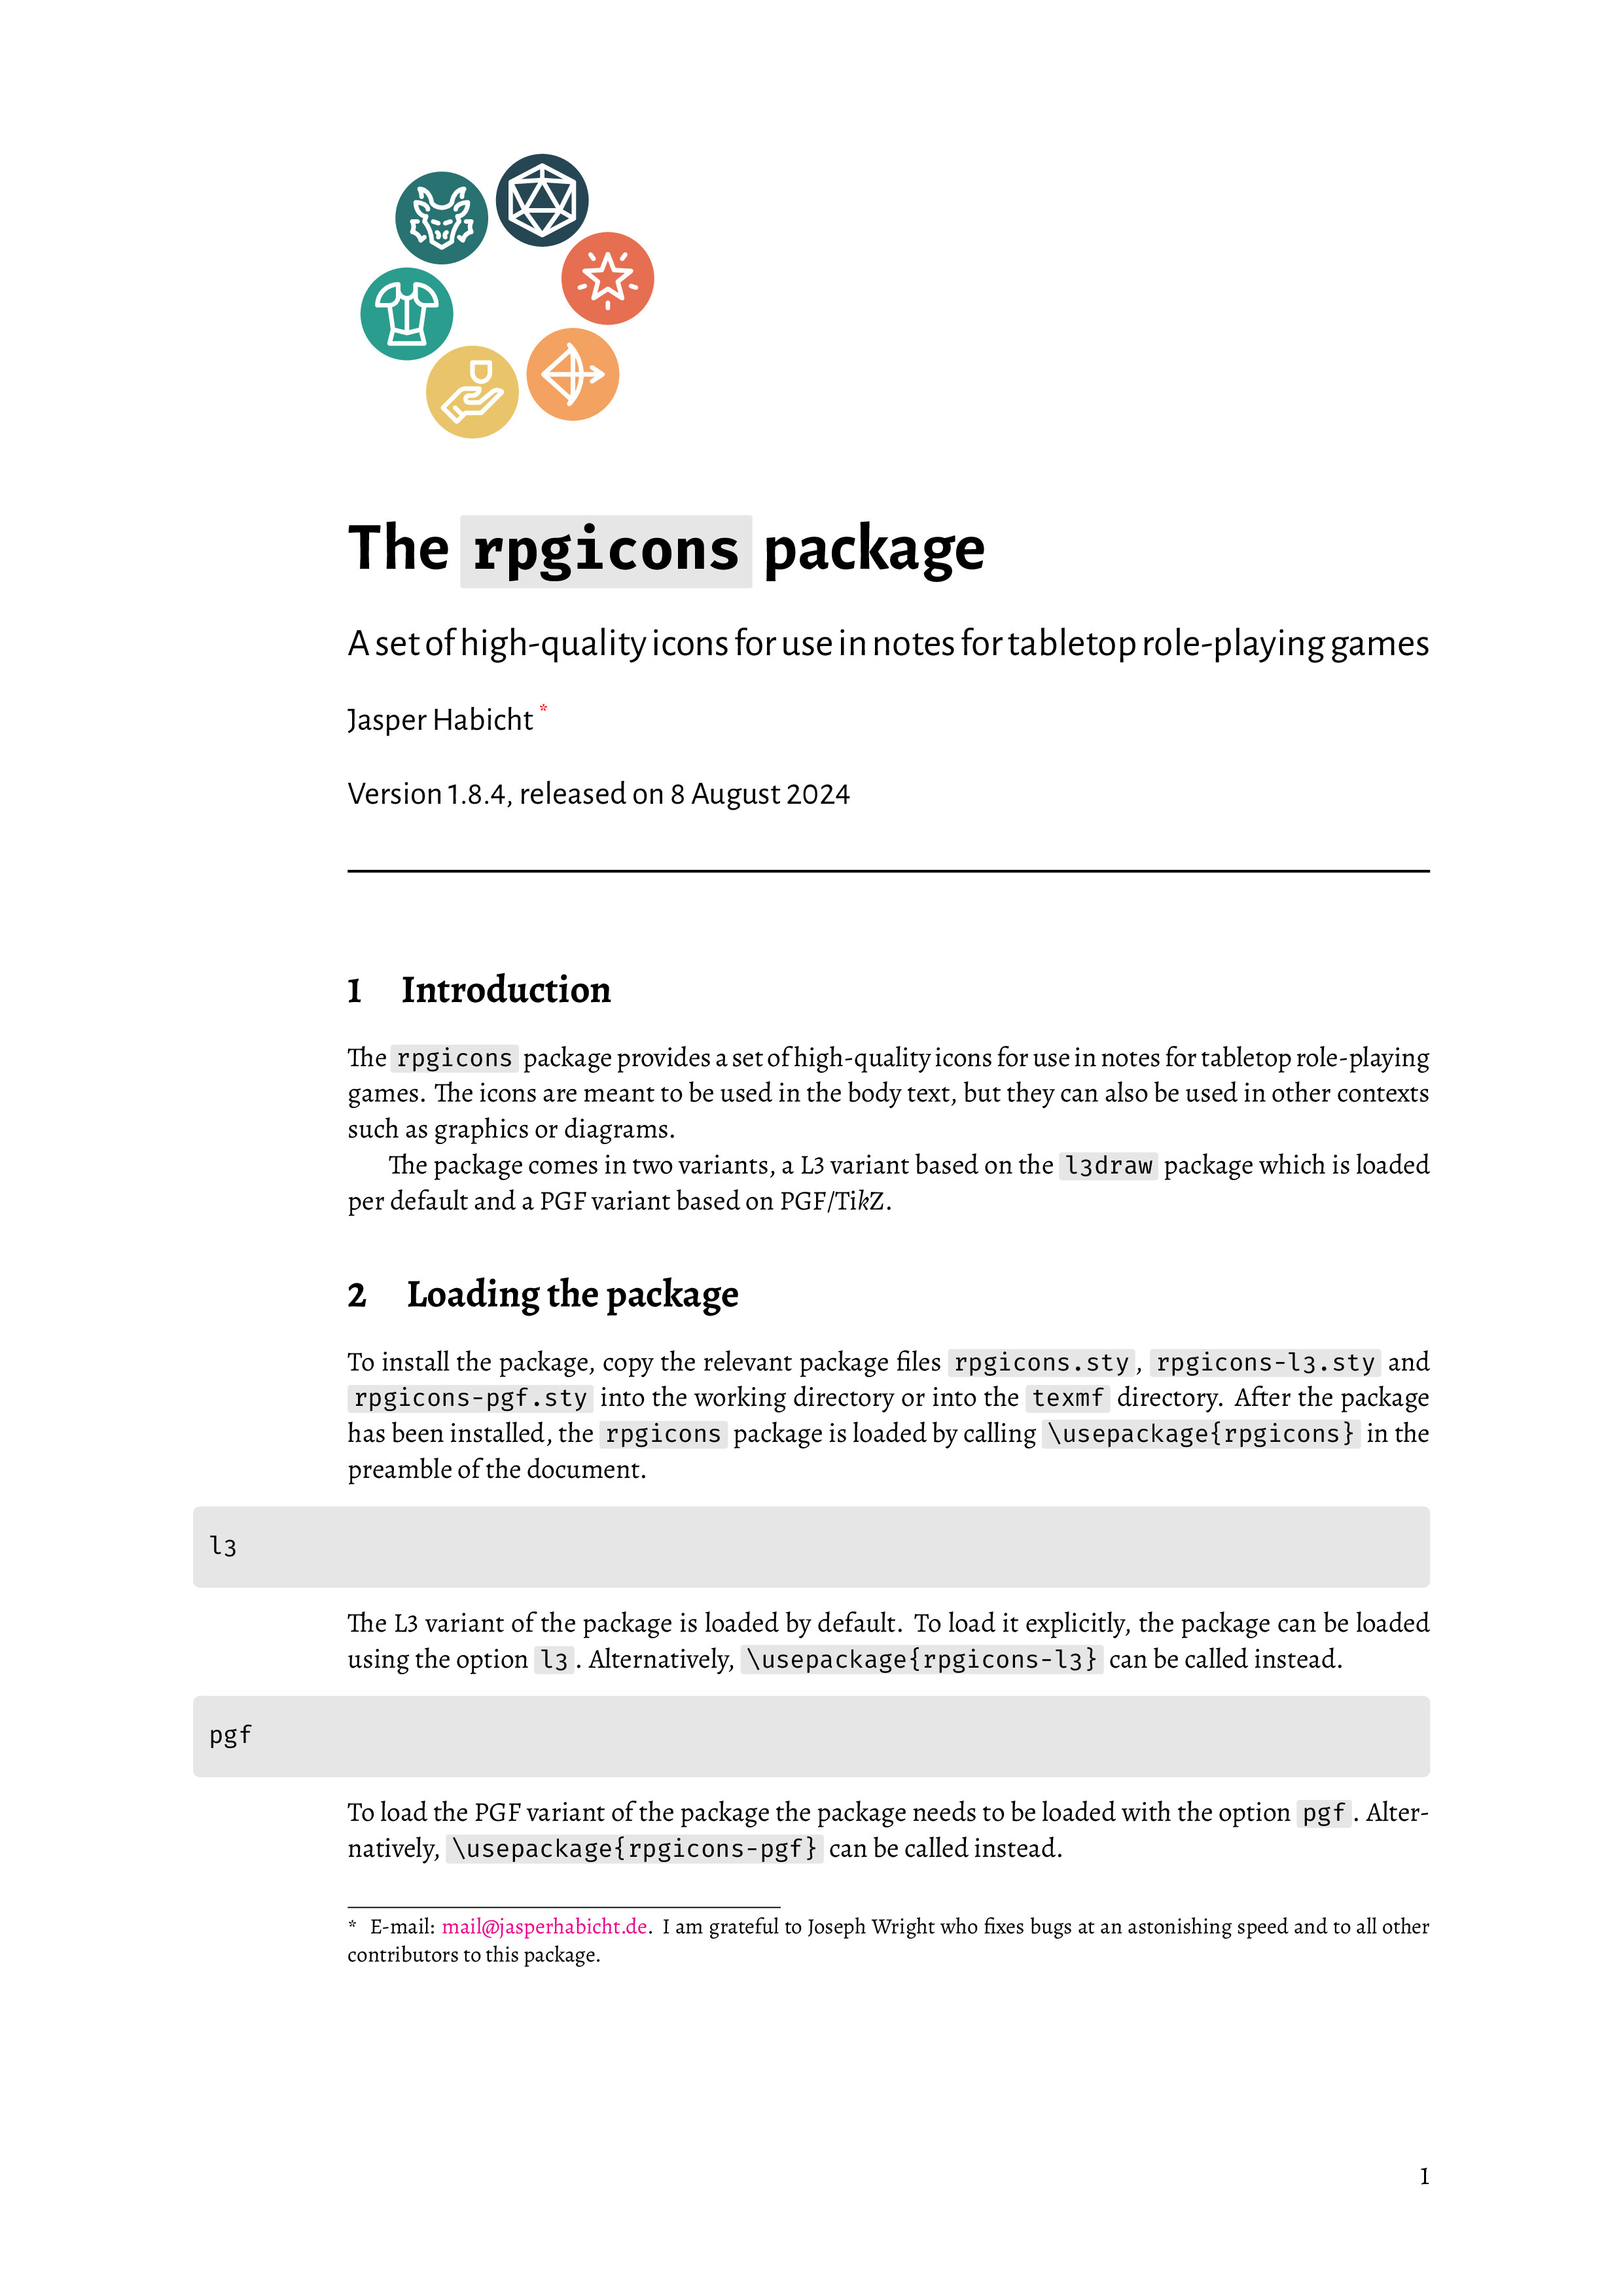 The rpgicons package
A set of high-quality icons for use in notes for tabletop role-playing games
Jasper Habicht *
Version 1.8.4, released on 8 August 2024
1 Introduction
The rpgicons package provides a set of high-quality icons for use in notes for tabletop role-playing
games. The icons are meant to be used in the body text, but they can also be used in other contexts
such as graphics or diagrams.
The package comes in two variants, a L3 variant based on the l3draw package which is loaded
per default and a PGF variant based on PGF/TikZ.
2 Loading the package
To install the package, copy the relevant package files rpgicons.sty, rpgicons-l3.sty and
rpgicons-pgf.sty into the working directory or into the texmf directory. After the package
has been installed, the rpgicons package is loaded by calling \usepackage{rpgicons} in the
preamble of the document.
l3
The L3 variant of the package is loaded by default. To load it explicitly, the package can be loaded
using the option l3. Alternatively, \usepackage{rpgicons-l3} can be called instead.
pgf
To load the PGF variant of the package the package needs to be loaded with the option pgf. Alter-
natively, \usepackage{rpgicons-pgf} can be called instead.
* E-mail: mail@jasperhabicht.de. I am grateful to Joseph Wright who fixes bugs at an astonishing speed and to all other
contributors to this package.
1